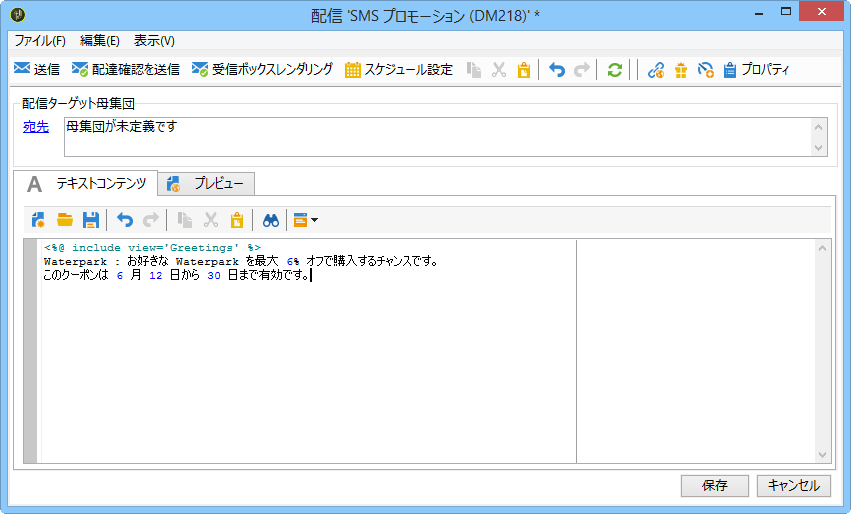 配信 'SMS プロモーション (DM218)' *
ファイル(F) 編集(E) 表示(V)
送信 配達確認を送信 受信ボックスレンダリング スケジュール設定 プロパティ
配信ターゲット母集団
宛先 母集団が未定義です
A テキストコンテンツ プレビュー
<%@ include view='Greetings' %>
Waterpark : お好きな Waterpark を最大 6% オフで購入するチャンスです。
このクーポンは 6 月 12 日から 30 日まで有効です。
保存 キャンセル